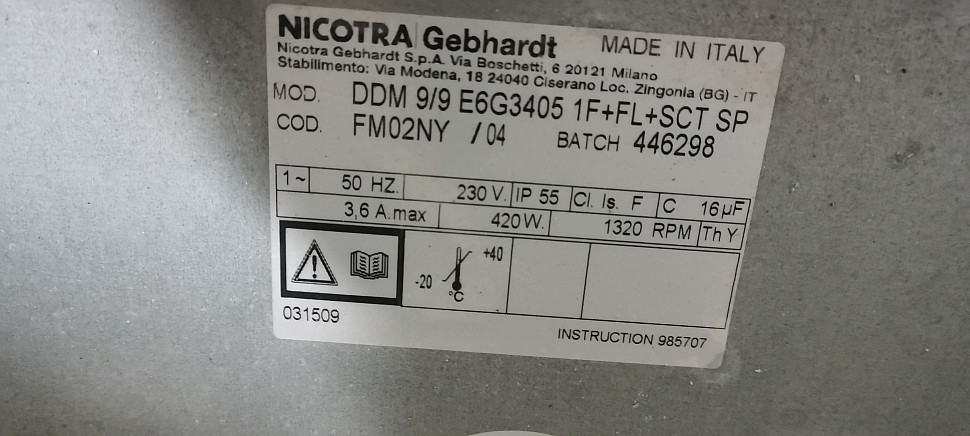 NICOTRA Gebhardt MADE IN ITALY
Nicotra Gebhardt S.p.A. Via Boschetti, 6 20121 Milano
Stabilimento: Via Modena, 18 24040 Ciserano Loc. Zingonia (BG) - IT
MOD. DDM 9/9 E6G3405 1F+FL+SCT SP
COD. FM02NY /04 BATCH 446298
1~ 50 HZ. 230 V. IP 55 Cl. Is. F C 16µF
3,6 A.max 420W. 1320 RPM Th Y
-20 +40
°C
031509 INSTRUCTION 985707